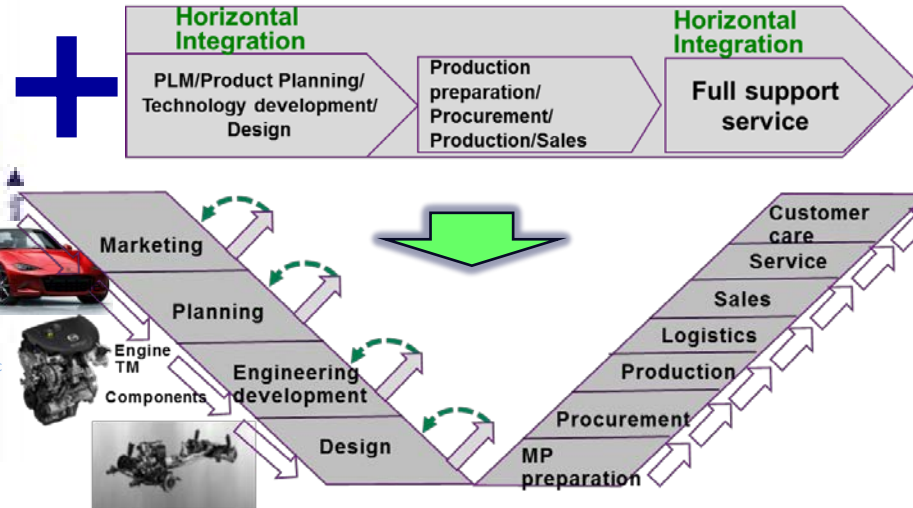 Horizontal
Integration
Horizontal
Integration
PLM/Product Planning/
Technology development/
Design
Production
preparation/
Procurement/
Production/Sales
Full support
service
Marketing
Planning
Engineering
development
Design
Engine
TM
Components
Customer
care
Service
Sales
Logistics
Production
Procurement
MP
preparation